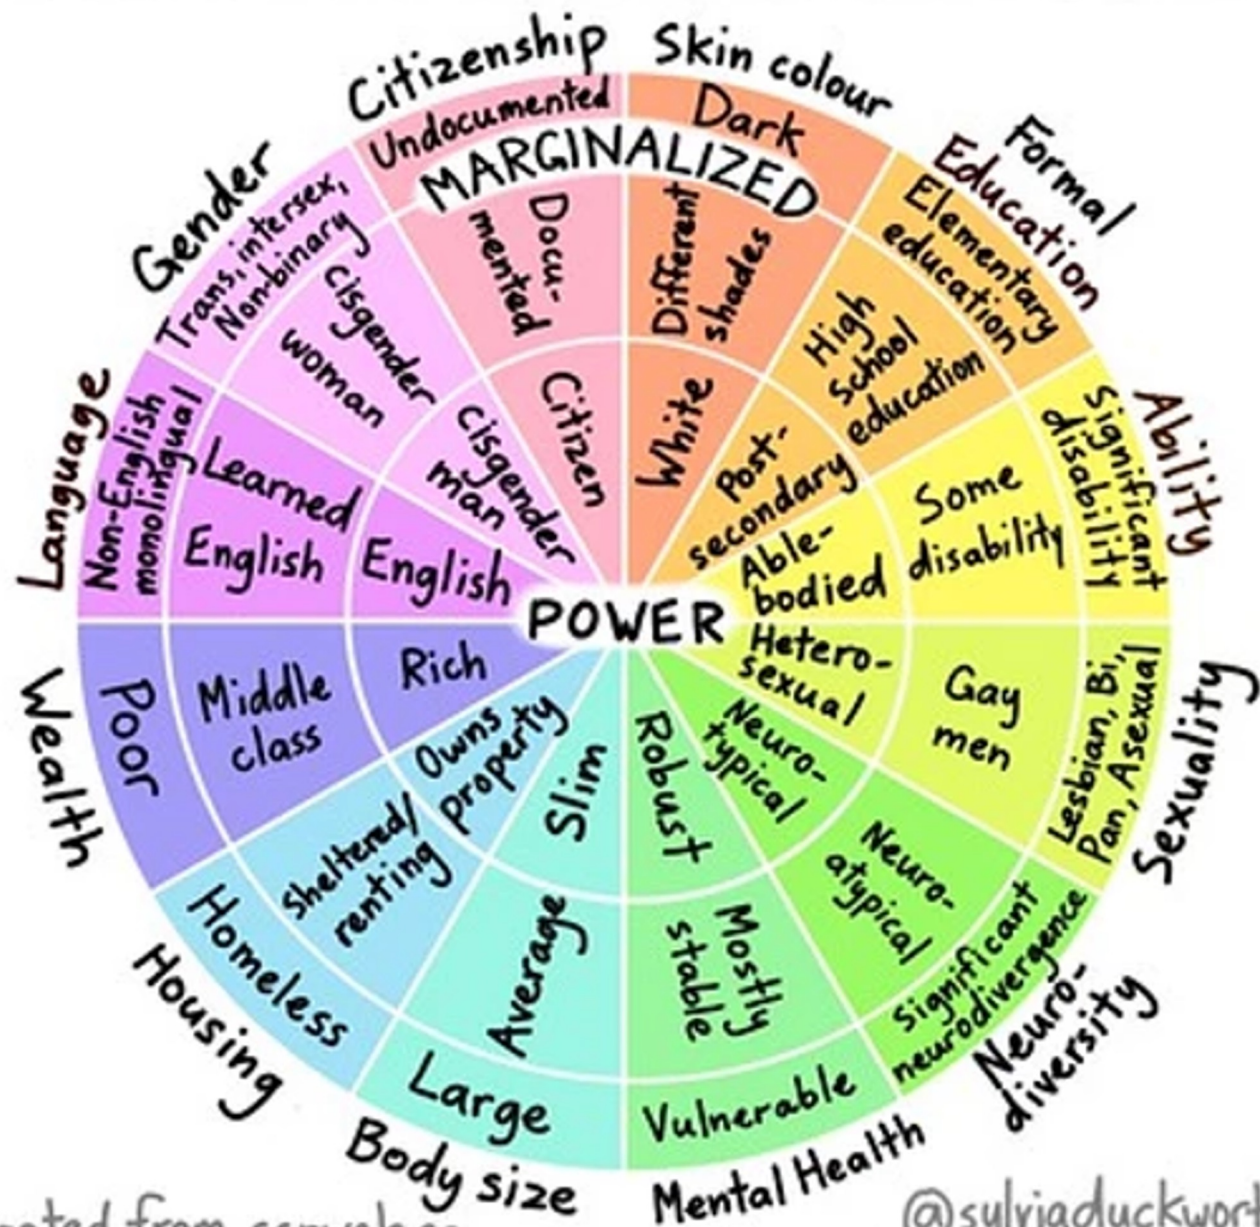 Citizenship
Undocumented
Docu-
mented
Citizen
Skin colour
Dark
Different
shades
White
MARGINALIZED
Formal
Education
Elementary
education
High
school
education
Post-
secondary
Ability
Significant
disability
Some
disability
Able-
bodied
Sexuality
Lesbian, Bi,
Pan, Asexual
Gay
men
Hetero-
sexual
Neuro-
diversity
Significant
neurodivergence
Neuro-
atypical
Neuro-
typical
Mental Health
Vulnerable
Mostly
stable
Robust
Body size
Large
Average
Slim
Housing
Homeless
Sheltered/
renting
Owns
property
Wealth
Poor
Middle
class
Rich
Language
Non-English
monolingual
Learned
English
English
Gender
Trans, intersex,
Non-binary
Cisgender
woman
Cisgender
man
POWER
from
@sylviaduckwort